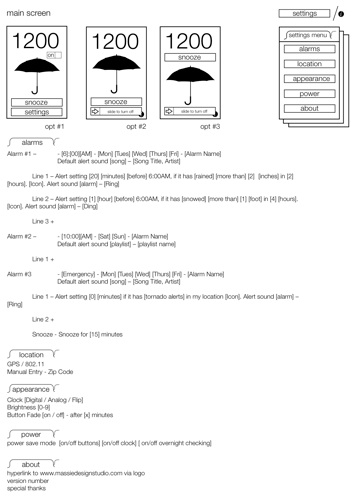 main screen
settings / i
1200
on
snooze
settings
opt #1
1200
snooze
slide to turn off
opt #2
1200
snooze
slide to turn off
opt #3
settings menu
alarms
location
appearance
power
about
alarms
Alarm #1 – - [6]:[00][AM] - [Mon] [Tues] [Wed] [Thurs] [Fri] - [Alarm Name]
Default alert sound [song] – [Song Title, Artist]
Line 1 – Alert setting [20] [minutes] [before] 6:00AM, if it has [rained] [more than] [2] [inches] in [2]
[hours]. [Icon]. Alert sound [alarm] – [Ring]
Line 2 – Alert setting [1] [hour] [before] 6:00AM, if it has [snowed] [more than] [1] [foot] in [4] [hours].
[Icon]. Alert sound [alarm] – [Ding]
Line 3 +
Alarm #2 – - [10:00][AM] - [Sat] [Sun] - [Alarm Name]
Default alert sound [playlist] – [playlist name]
Line 1 +
Alarm #3 - [Emergency] - [Mon] [Tues] [Wed] [Thurs] [Fri] - [Alarm Name]
Default alert sound [song] – [Song Title, Artist]
Line 1 – Alert setting [0] [minutes] if it has [tornado alerts] in my location [Icon]. Alert sound [alarm] –
[Ring]
Line 2 +
Snooze - Snooze for [15] minutes
location
GPS / 802.11
Manual Entry - Zip Code
appearance
Clock [Digital / Analog / Flip]
Brightness [0-9]
Button Fade [on / off] - after [x] minutes
power
power save mode [on/off buttons] [on/off clock] [ on/off overnight checking]
about
hyperlink to www.massiedesignstudio.com via logo
version number
special thanks